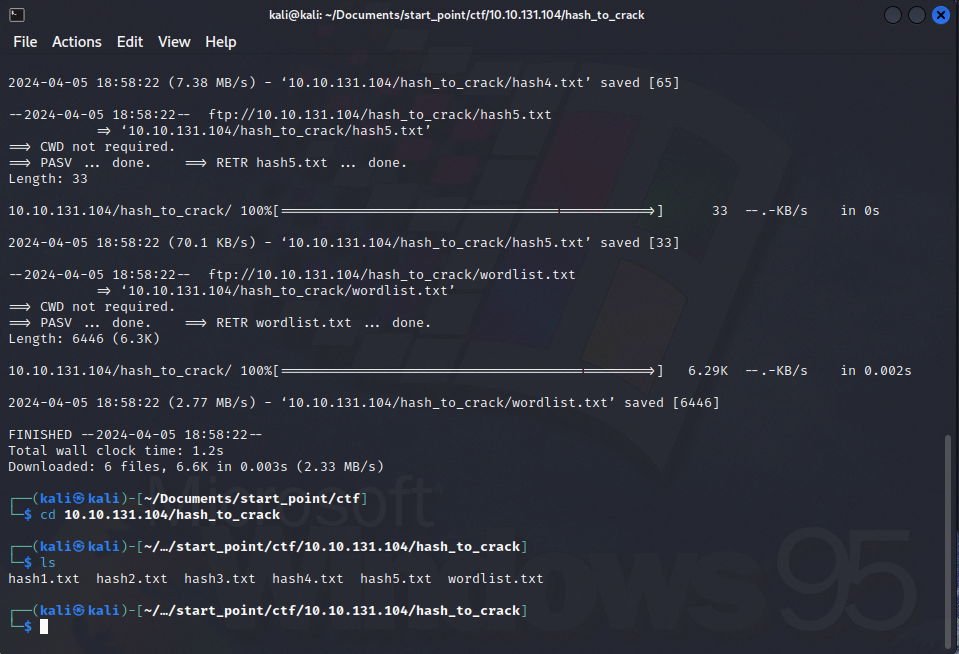 kali@kali: ~/Documents/start_point/ctf/10.10.131.104/hash_to_crack
File Actions Edit View Help
2024-04-05 18:58:22 (7.38 MB/s) - ‘10.10.131.104/hash_to_crack/hash4.txt’ saved [65]
--2024-04-05 18:58:22-- ftp://10.10.131.104/hash_to_crack/hash5.txt
=> ‘10.10.131.104/hash_to_crack/hash5.txt’
==> CWD not required.
==> PASV ... done. ==> RETR hash5.txt ... done.
Length: 33
10.10.131.104/hash_to_crack/ 100%[===================================================>] 33 --.-KB/s in 0s
2024-04-05 18:58:22 (70.1 KB/s) - ‘10.10.131.104/hash_to_crack/hash5.txt’ saved [33]
--2024-04-05 18:58:22-- ftp://10.10.131.104/hash_to_crack/wordlist.txt
=> ‘10.10.131.104/hash_to_crack/wordlist.txt’
==> CWD not required.
==> PASV ... done. ==> RETR wordlist.txt ... done.
Length: 6446 (6.3K)
10.10.131.104/hash_to_crack/ 100%[===================================================>] 6.29K --.-KB/s in 0.002s
2024-04-05 18:58:22 (2.77 MB/s) - ‘10.10.131.104/hash_to_crack/wordlist.txt’ saved [6446]
FINISHED --2024-04-05 18:58:22--
Total wall clock time: 1.2s
Downloaded: 6 files, 6.6K in 0.003s (2.33 MB/s)
┌──(kali㉿kali)-[~/Documents/start_point/ctf]
└─$ cd 10.10.131.104/hash_to_crack
┌──(kali㉿kali)-[~/…/start_point/ctf/10.10.131.104/hash_to_crack]
└─$ ls
hash1.txt hash2.txt hash3.txt hash4.txt hash5.txt wordlist.txt
┌──(kali㉿kali)-[~/…/start_point/ctf/10.10.131.104/hash_to_crack]
└─$
Microsoft
Windows 95